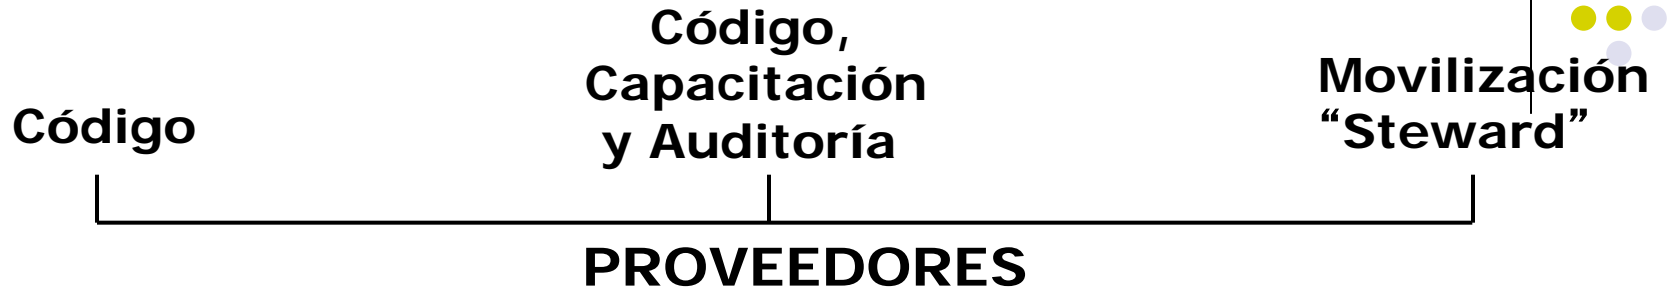 Código
Código,
Capacitación
y Auditoría
Movilización
“Steward”
PROVEEDORES